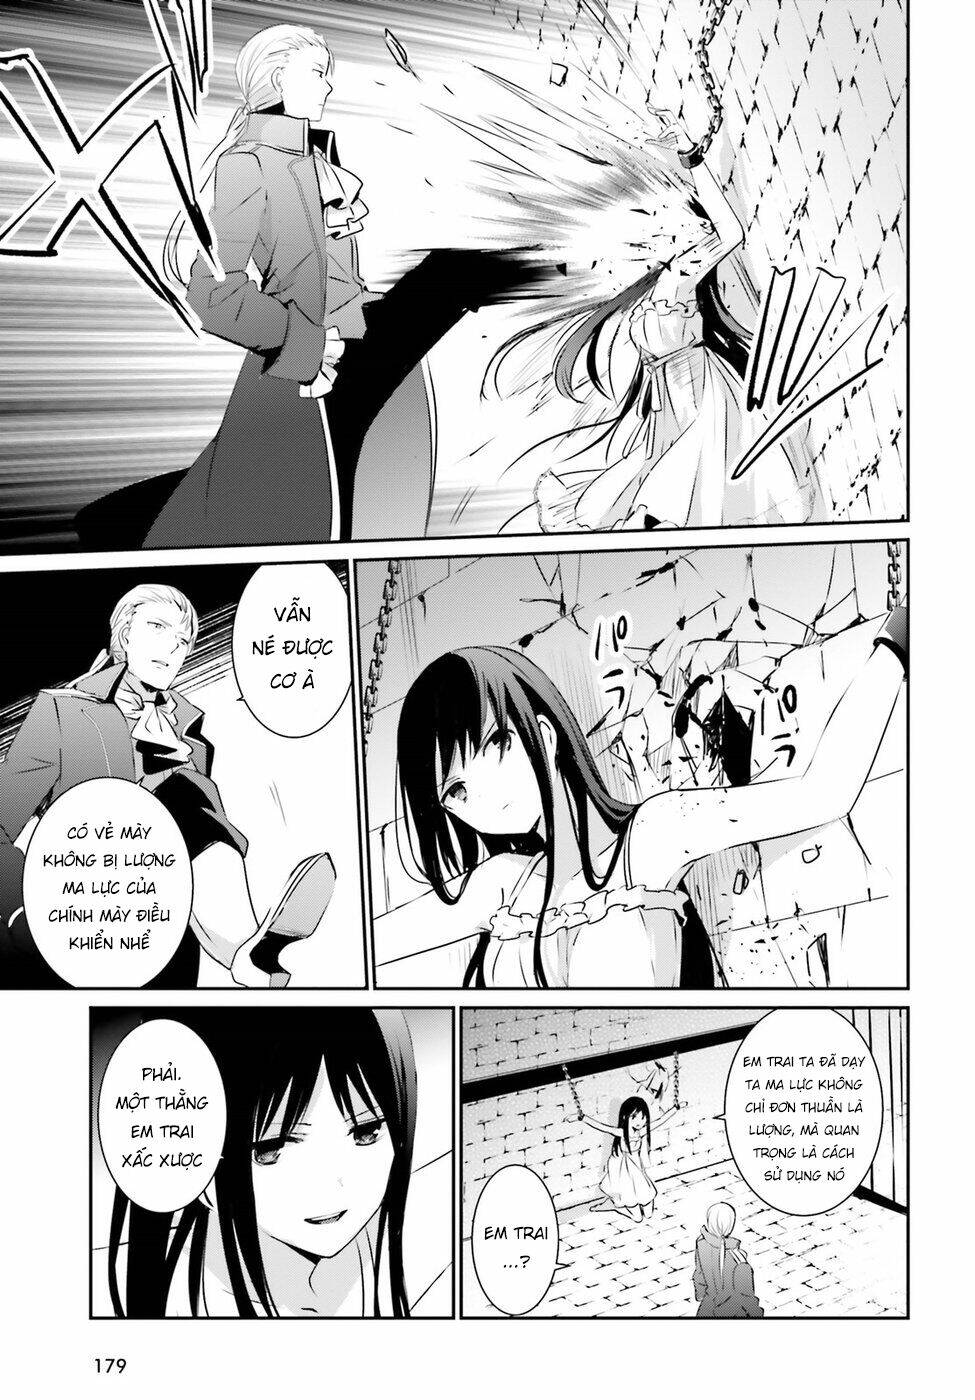 VẪN
NÉ ĐƯỢC
CƠ À
CÓ VẺ MÀY
KHÔNG BỊ LƯỢNG
MA LỰC CỦA
CHÍNH MÀY ĐIỀU
KHIỂN NHỂ
EM TRAI TA ĐÃ DẠY
TA MA LỰC KHÔNG
CHỈ ĐƠN THUẦN LÀ
LƯỢNG, MÀ QUAN
TRỌNG LÀ CÁCH
SỬ DỤNG NÓ
EM TRAI
...?
PHẢI.
MỘT THẰNG
EM TRAI
XẤC XƯỢC
179